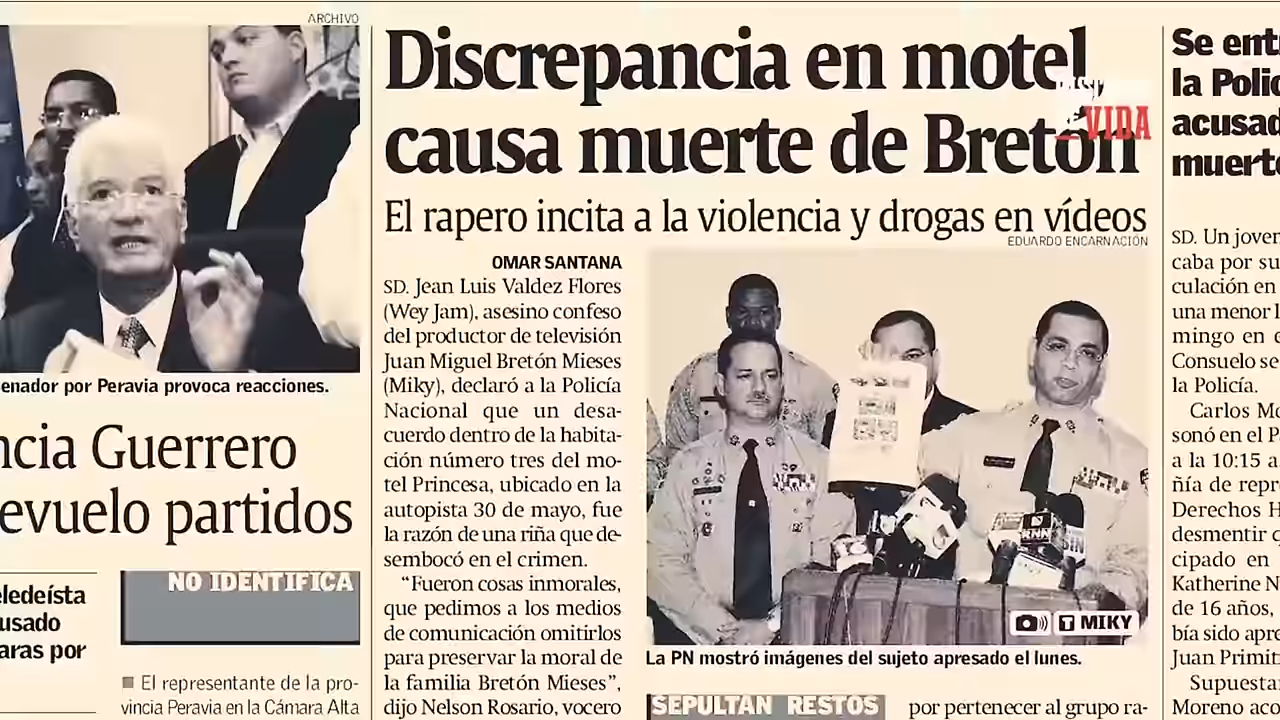 ARCHIVO
enador por Peravia provoca reacciones.
ncia Guerrero
evuelo partidos
eledeísta
usado
aras por
NO IDENTIFICA
■ El representante de la pro-
vincia Peravia en la Cámara Alta
Discrepancia en motel,
causa muerte de Bretón
El rapero incita a la violencia y drogas en vídeos
EDUARDO ENCARNACIÓN
OMAR SANTANA
SD. Jean Luis Valdez Flores
(Wey Jam), asesino confeso
del productor de televisión
Juan Miguel Bretón Mieses
(Miky), declaró a la Policía
Nacional que un desa-
cuerdo dentro de la habita-
ción número tres del mo-
tel Princesa, ubicado en la
autopista 30 de mayo, fue
la razón de una riña que de-
sembocó en el crimen.
“Fueron cosas inmorales,
que pedimos a los medios
de comunicación omitirlos
para preservar la moral de
la familia Bretón Mieses”,
dijo Nelson Rosario, vocero
VIDA
MIKY
La PN mostró imágenes del sujeto apresado el lunes.
SEPULTAN RESTOS
por pertenecer al grupo ra-
Se entr
la Polic
acusad
muerte
SD. Un joven
caba por su
culación en
una menor l
mingo en e
Consuelo se
la Policía.
Carlos Mo
sonó en el P
a la 10:15 a
ñía de repre
Derechos H
desmentir q
cipado en
Katherine N
de 16 años,
bía sido apre
Juan Primiti
Supuesta
Moreno aco